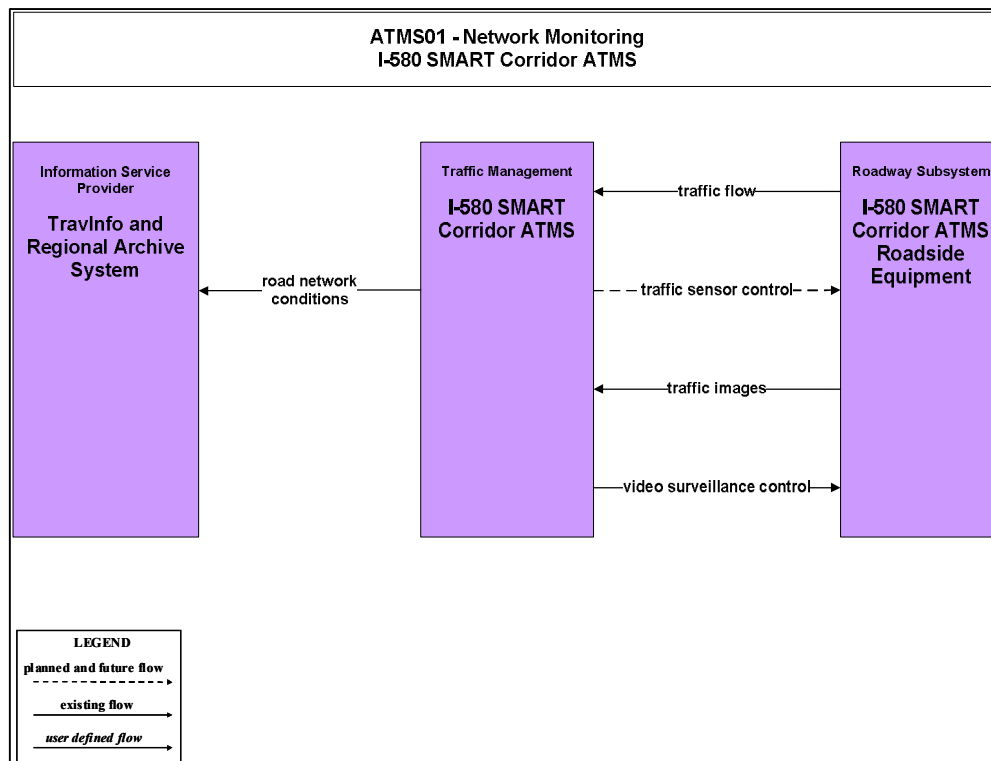 ATMS01 - Network Monitoring
I-580 SMART Corridor ATMS
Information Service
Provider
TravInfo and
Regional Archive
System
road network
conditions
Traffic Management
I-580 SMART
Corridor ATMS
traffic flow
traffic sensor control
traffic images
video surveillance control
Roadway Subsystem
I-580 SMART
Corridor ATMS
Roadside
Equipment
LEGEND
planned and future flow
existing flow
user defined flow